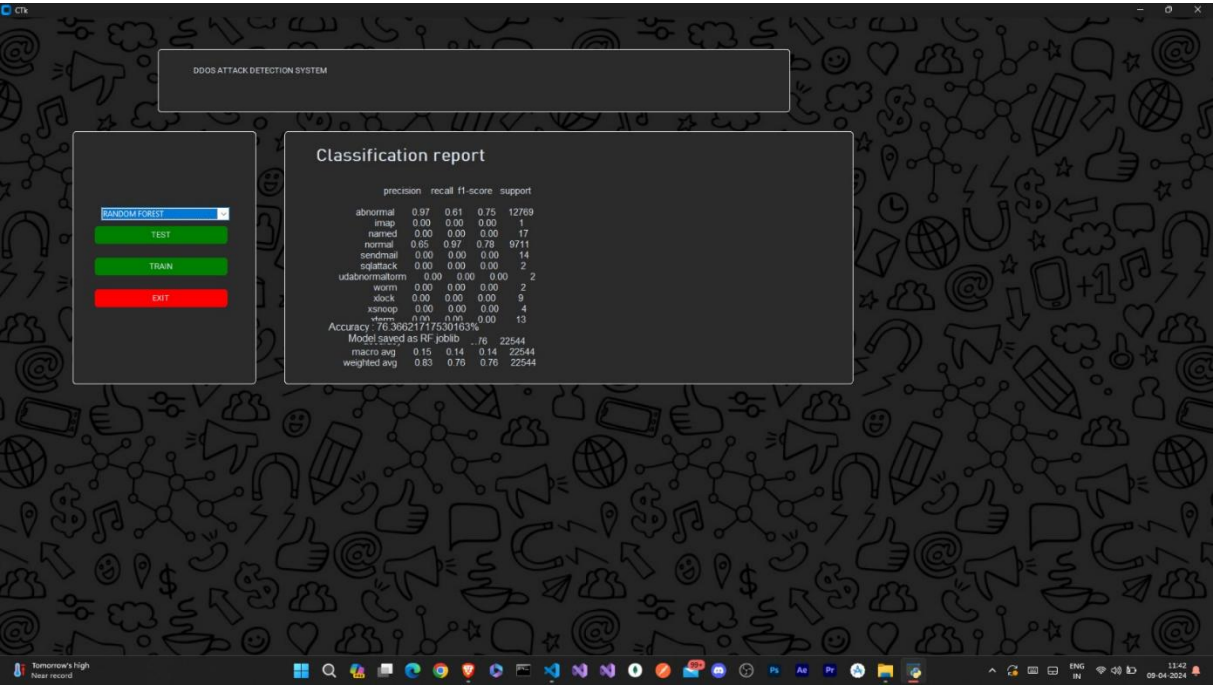 CTk
DDOS ATTACK DETECTION SYSTEM
Classification report
precision recall f1-score support
abnormal 0.97 0.61 0.75 12769
imap 0.00 0.00 0.00 1
named 0.00 0.00 0.00 17
normal 0.65 0.97 0.78 9711
sendmail 0.00 0.00 0.00 14
sqlattack 0.00 0.00 0.00 2
udabnormaltorm 0.00 0.00 0.00 2
worm 0.00 0.00 0.00 2
xlock 0.00 0.00 0.00 9
xsnoop 0.00 0.00 0.00 4
xterm 0.00 0.00 0.00 13
Accuracy : 76.36621717530163%
Model saved as RF joblib .76 22544
macro avg 0.15 0.14 0.14 22544
weighted avg 0.83 0.76 0.76 22544
RANDOM FOREST
TEST
TRAIN
EXIT
+1
Tomorrow's high
Near record
99+
Ps
Ae
Pr
ENG
IN
11:42
09-04-2024